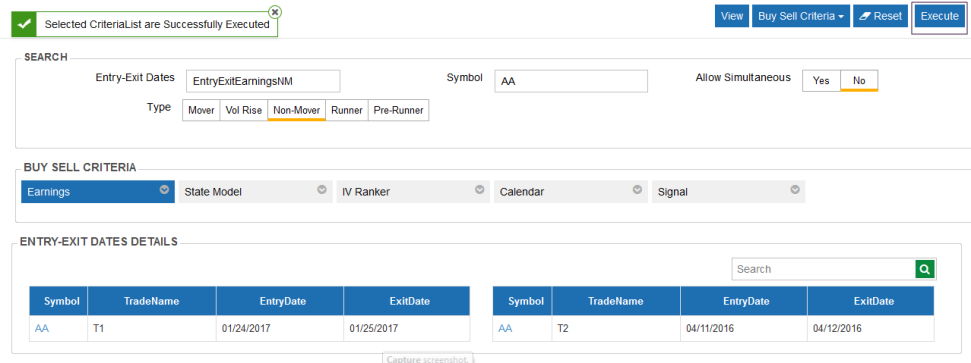 Selected CriteriaList are Successfully Executed
View Buy Sell Criteria Reset Execute
SEARCH
Entry-Exit Dates EntryExitEarningsNM Symbol AA Allow Simultaneous Yes No
Type Mover Vol Rise Non-Mover Runner Pre-Runner
BUY SELL CRITERIA
Earnings State Model IV Ranker Calendar Signal
ENTRY-EXIT DATES DETAILS
Search
Symbol TradeName EntryDate ExitDate Symbol TradeName EntryDate ExitDate
AA T1 01/24/2017 01/25/2017 AA T2 04/11/2016 04/12/2016
Capture screenshot.